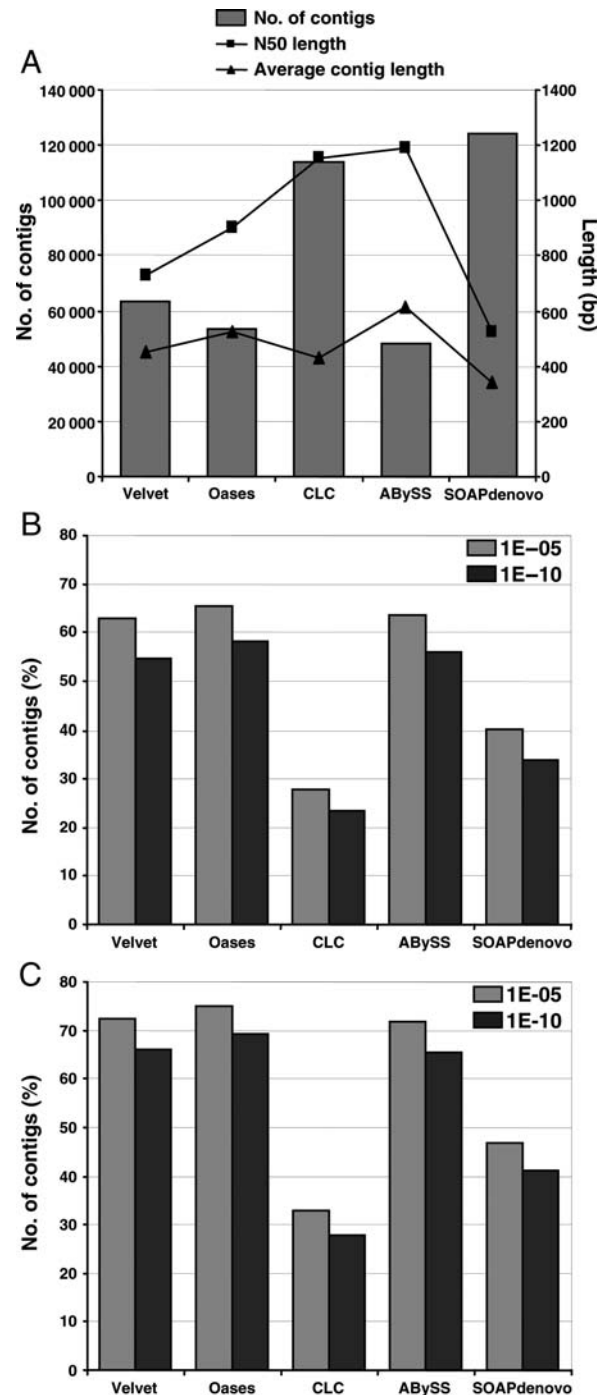 No. of contigs
N50 length
Average contig length
A
140 000
120 000
100 000
80 000
60 000
40 000
20 000
0
No. of contigs
1400
1200
1000
800
600
400
200
0
Length (bp)
Velvet Oases CLC ABySS SOAPdenovo
B
1E–05
1E–10
80
70
60
50
40
30
20
10
0
No. of contigs (%)
Velvet Oases CLC ABySS SOAPdenovo
C
1E-05
1E-10
80
70
60
50
40
30
20
10
0
No. of contigs (%)
Velvet Oases CLC ABySS SOAPdenovo